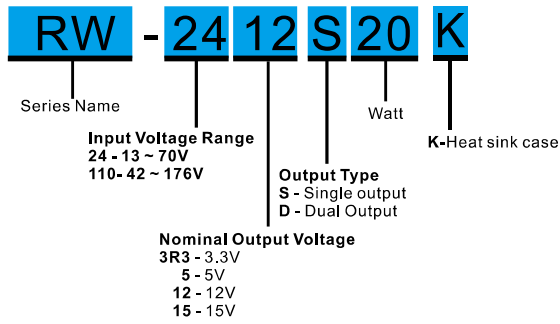 RW - 24 12 S 20 K
Series Name
Watt
K-Heat sink case
Input Voltage Range
24 - 13 ~ 70V
110- 42 ~ 176V
Output Type
S - Single output
D - Dual Output
Nominal Output Voltage
3R3 - 3.3V
5 - 5V
12 - 12V
15 - 15V